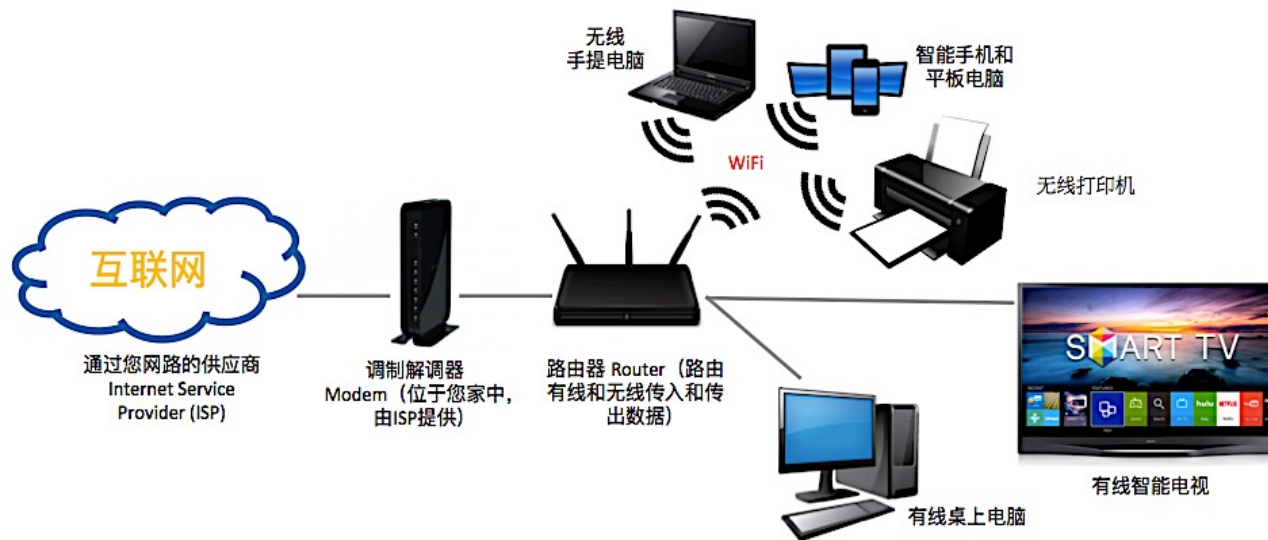 无线
手提电脑
智能手机和
平板电脑
WiFi
无线打印机
互联网
通过您网路的供应商
Internet Service
Provider (ISP)
调制解调器
Modem（位于您家中，
由ISP提供）
路由器 Router（路由
有线和无线传入和传
出数据）
SMART TV
hulu
NETFLIX
有线智能电视
有线桌上电脑